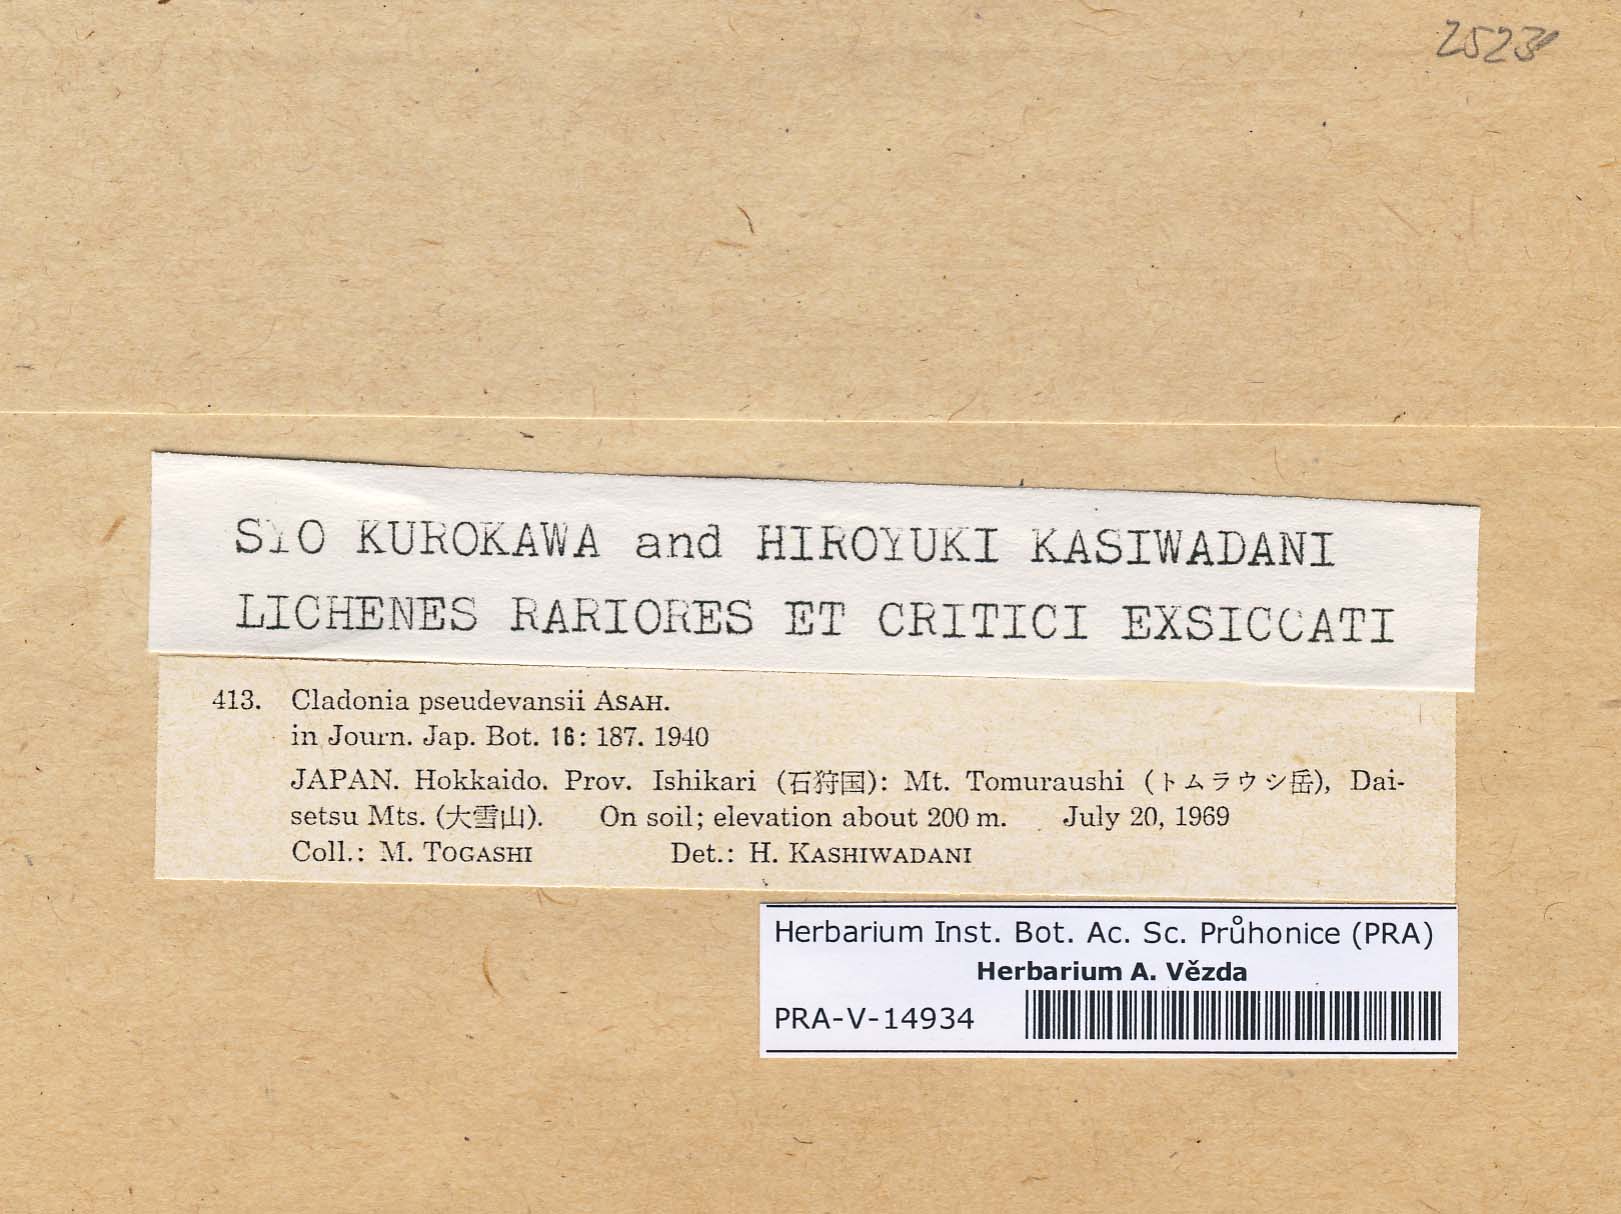 2523
SYO KUROKAWA and HIROYUKI KASIWADANI
LICHENES RARIORES ET CRITICI EXSICCATI
413. Cladonia pseudevansii ASAH.
in Journ. Jap. Bot. 16: 187. 1940
JAPAN. Hokkaido. Prov. Ishikari (石狩国): Mt. Tomuraushi (トムラウシ岳), Dai-
setsu Mts. (大雪山). On soil; elevation about 200 m. July 20, 1969
Coll.: M. TOGASHI Det.: H. KASHIWADANI
Herbarium Inst. Bot. Ac. Sc. Průhonice (PRA)
Herbarium A. Vězda
PRA-V-14934